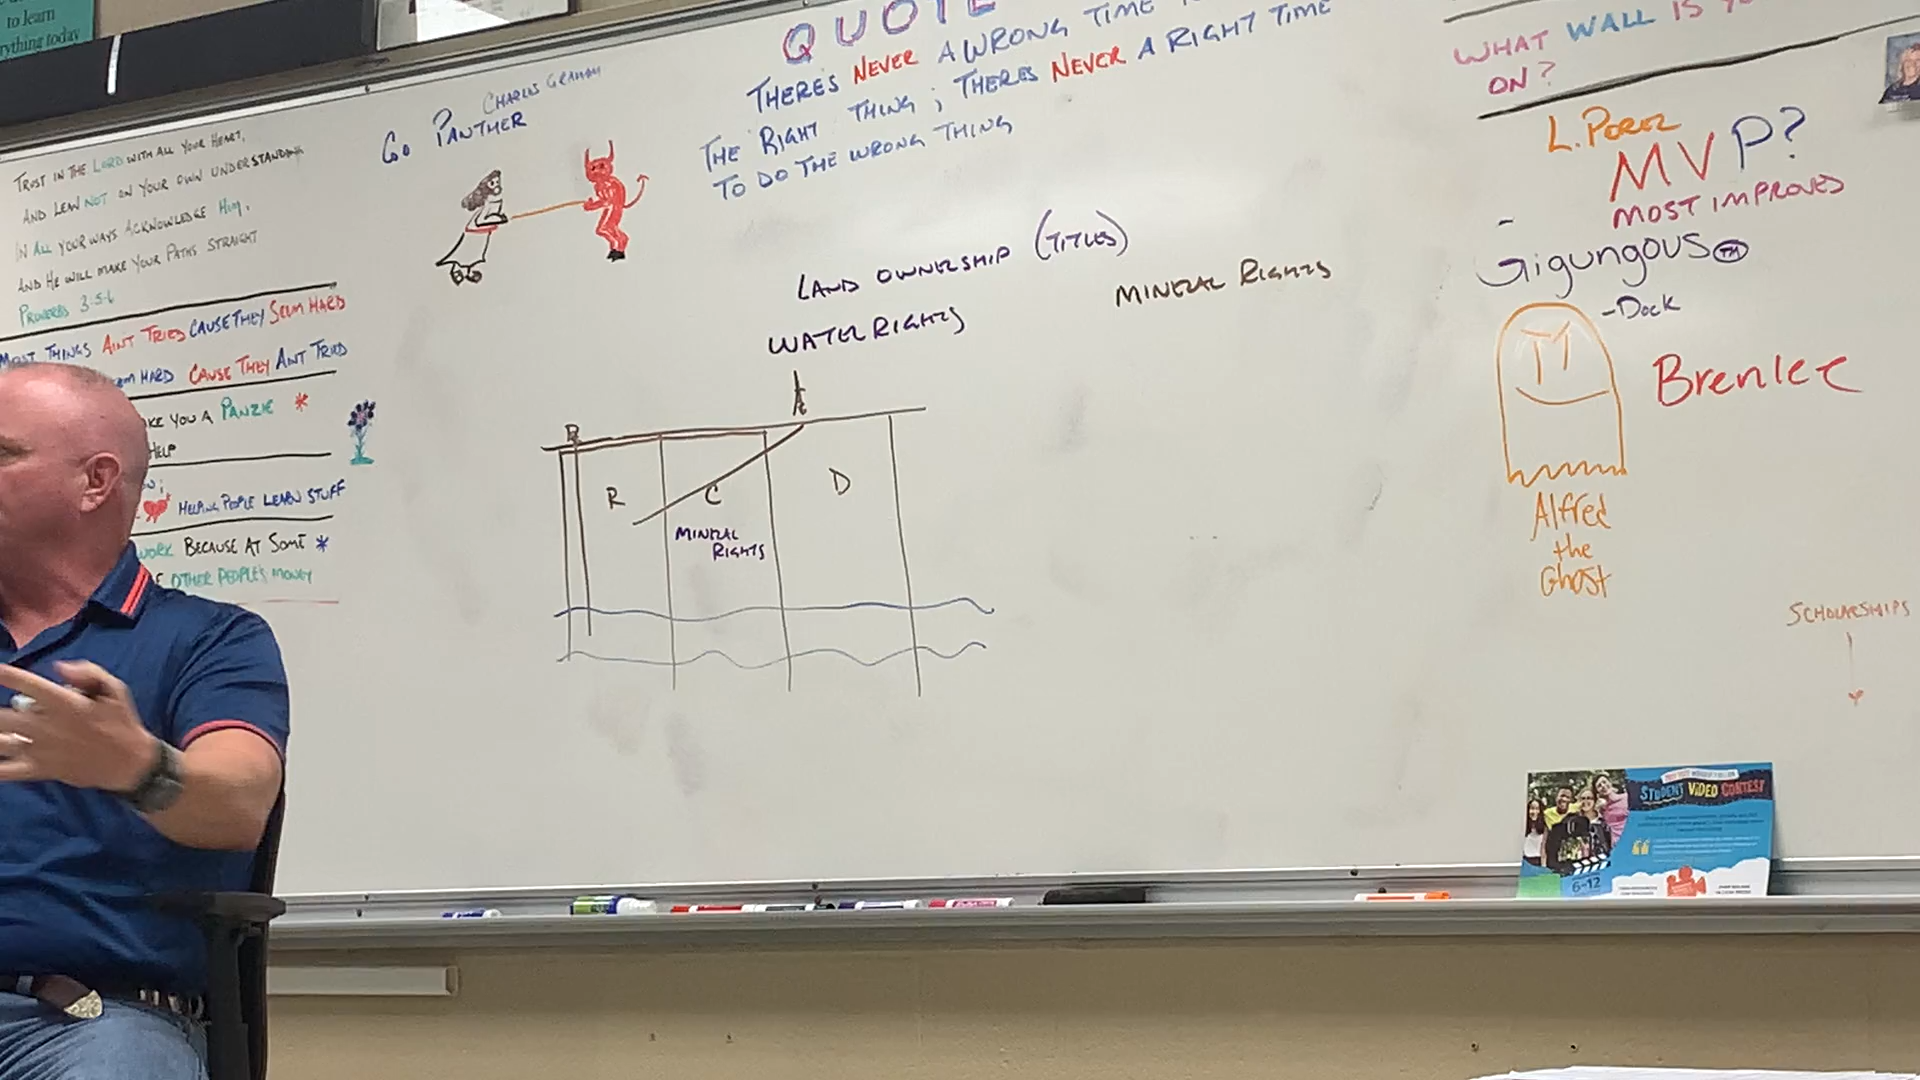 to learn
everything today
TRUST IN THE LORD WITH ALL YOUR HEART,
AND LEAN NOT ON YOUR OWN UNDERSTANDING
IN ALL YOUR WAYS ACKNOWLEDGE HIM,
AND HE WILL MAKE YOUR PATHS STRAIGHT
PROVERBS 3:5-6
MOST THINGS AINT TRIED CAUSE THEY SEEM HARD
SEEM HARD CAUSE THEY ANT TRIED
YOU A PANZIE *
HELP
HELPING PEOPLE LEARN STUFF
WORK BECAUSE AT SOME *
OTHER PEOPLE'S MONEY
GO PANTHER
CHARLES GRAHAM
QUOTE
THERE'S NEVER A WRONG TIME
THE RIGHT THING; THERES NEVER A RIGHT TIME
TO DO THE WRONG THING
LAND OWNERSHIP (TITLES)
WATER RIGHTS
MINERAL RIGHTS
B
R
C
D
MINERAL
RIGHTS
WHAT WALL IS
ON?
L. PEREZ
MVP?
MOST IMPROVED
Gigungous TM
-Dock
Brenlee
Alfred
the
Ghost
SCHOLARSHIPS
STUDENT VIDEO CONTEST
6-12